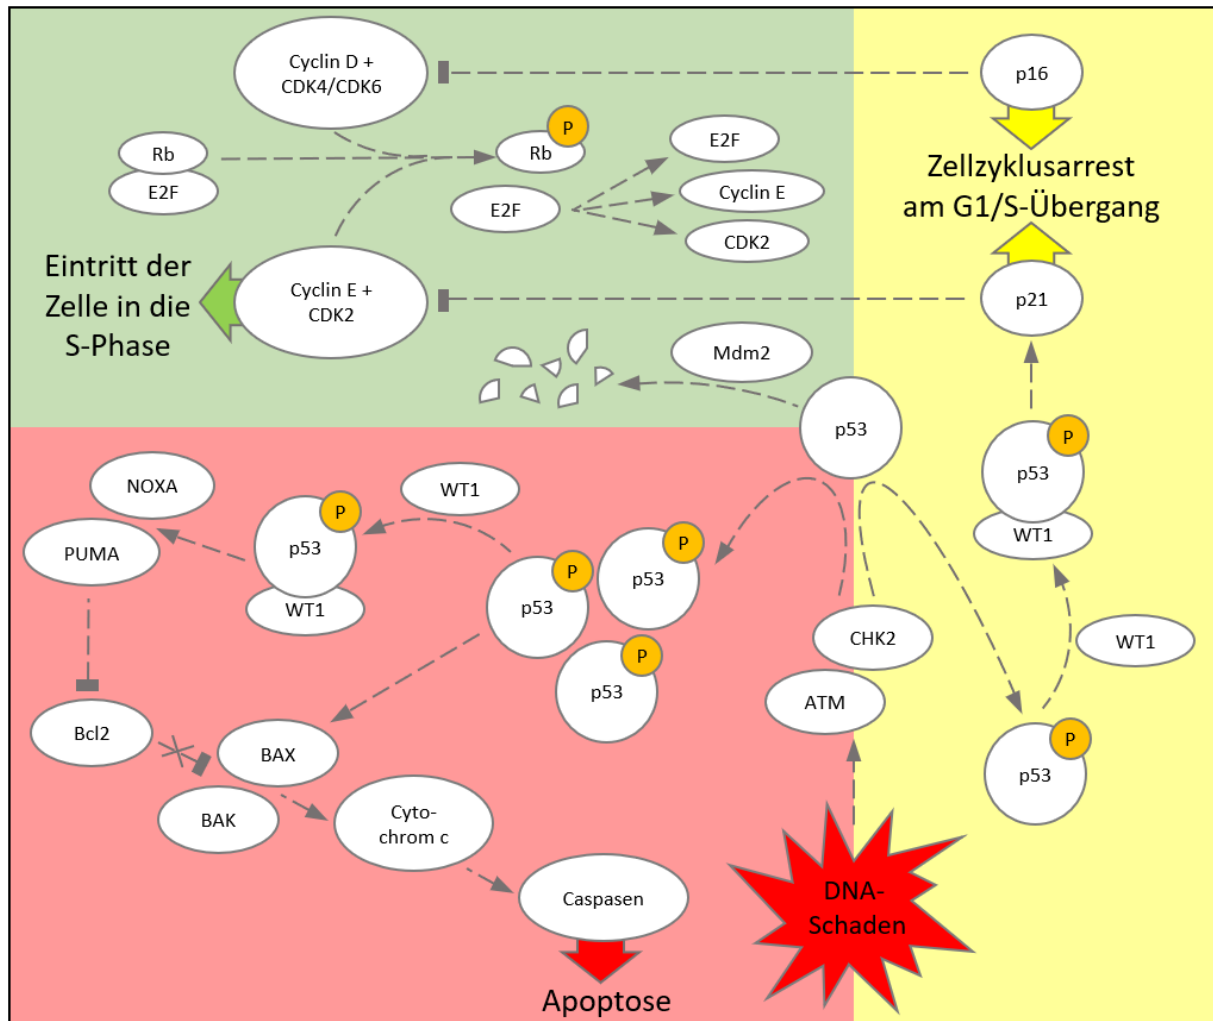 Cyclin D +
CDK4/CDK6
p16
P
Rb
E2F
Rb
E2F
E2F
Cyclin E
CDK2
Zellzyklusarrest
am G1/S-Übergang
Eintritt der
Zelle in die
S-Phase
Cyclin E +
CDK2
p21
Mdm2
p53
P
p53
WT1
NOXA
PUMA
WT1
P
p53
WT1
P
p53
P
p53
P
p53
CHK2
ATM
WT1
P
p53
Bcl2
BAX
BAK
Cyto-
chrom c
Caspasen
DNA-
Schaden
Apoptose